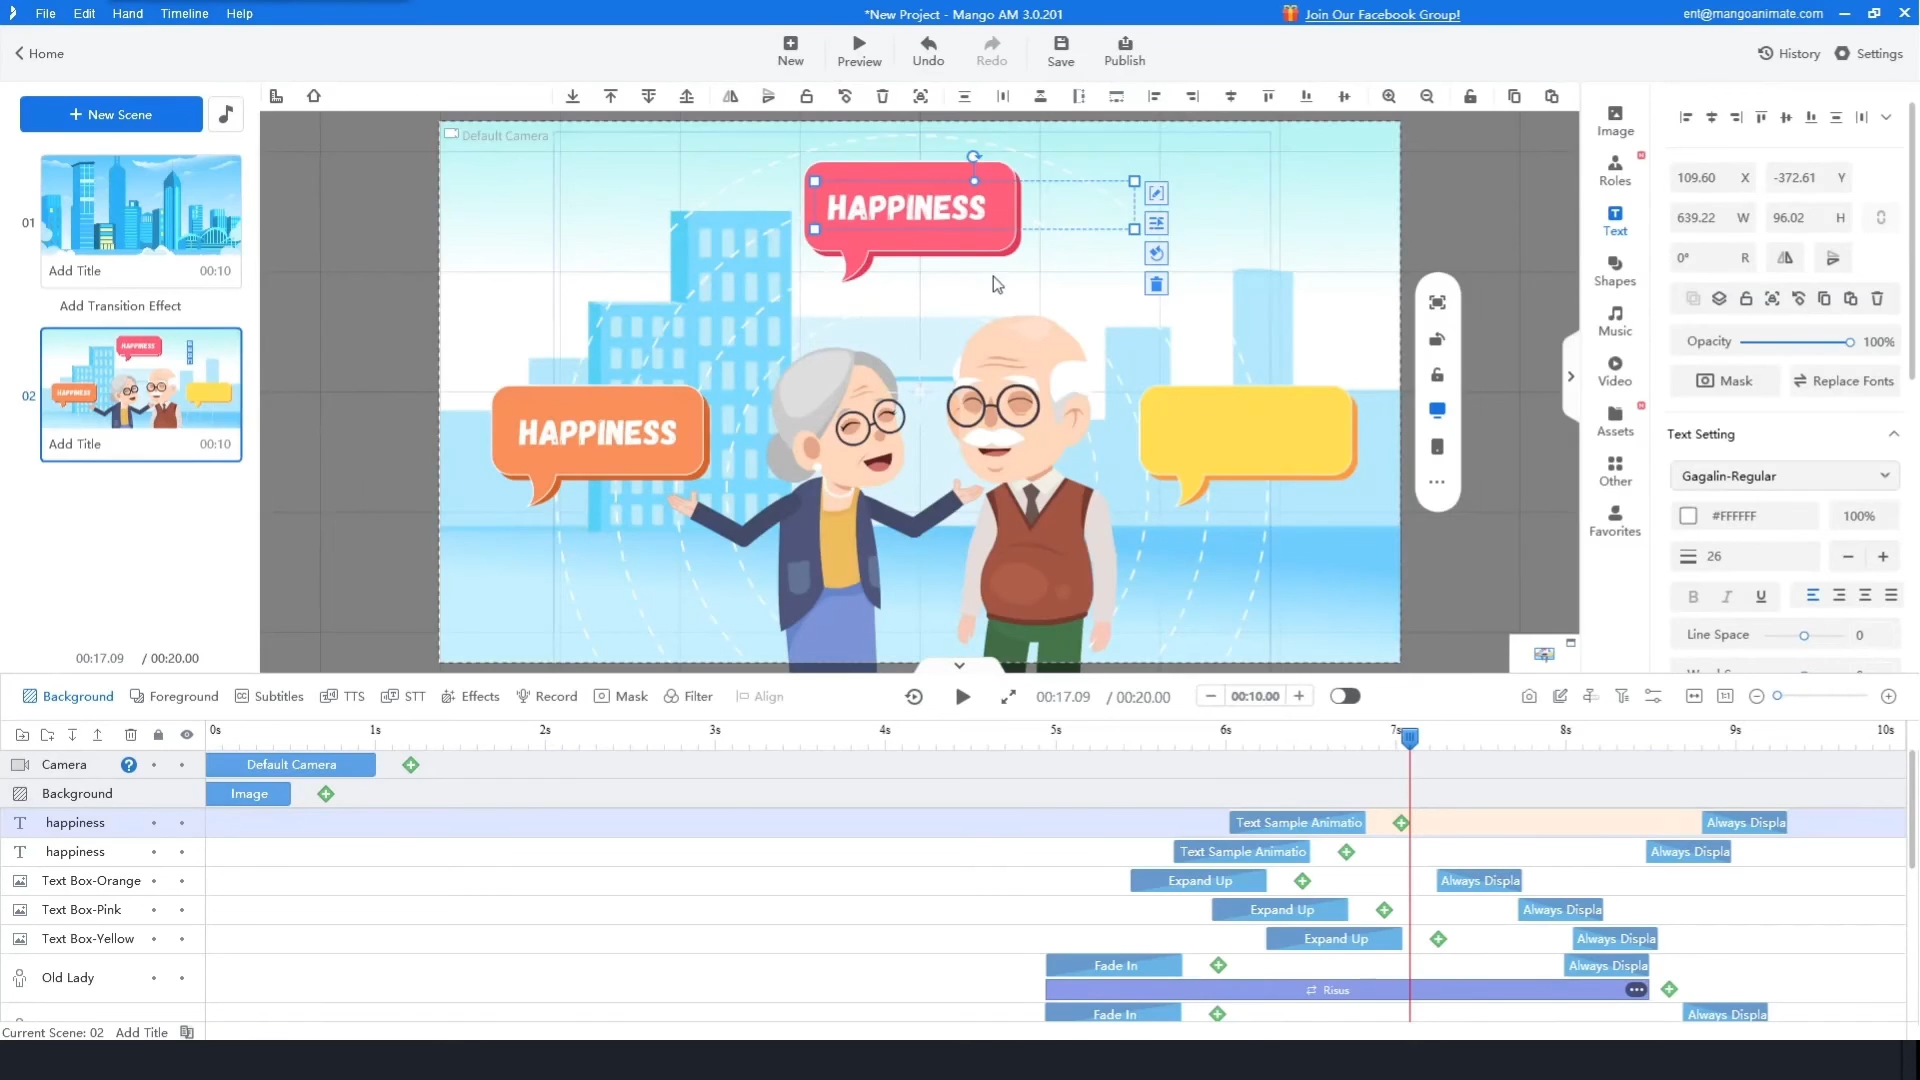 File Edit Hand Timeline Help
*New Project - Mango AM 3.0.201
Join Our Facebook Group!
ent@mangoanimate.com
Home
New Preview Undo Redo Save Publish
History Settings
+ New Scene
Default Camera
HAPPINESS
HAPPINESS
01
Add Title 00:10
Add Transition Effect
02
HAPPINESS
HAPPINESS
Add Title 00:10
00:17.09 / 00:20.00
Image
Roles
Text
Shapes
Music
Video
Assets
Other
Favorites
109.60 X -372.61 Y
639.22 W 96.02 H
0° R
Opacity 100%
Mask Replace Fonts
Text Setting
Gagalin-Regular
#FFFFFF 100%
26
B I U
Line Space 0
Background Foreground Subtitles TTS STT Effects Record Mask Filter Align
00:17.09 / 00:20.00
00:10.00
0s 1s 2s 3s 4s 5s 6s 7s 8s 9s 10s
Camera ? Default Camera
Background Image
T happiness Text Sample Animatio Always Displa
T happiness Text Sample Animatio Always Displa
Text Box-Orange Expand Up Always Displa
Text Box-Pink Expand Up Always Displa
Text Box-Yellow Expand Up Always Displa
Old Lady Fade In Always Displa
Risus
Fade In Always Displa
Current Scene: 02 Add Title